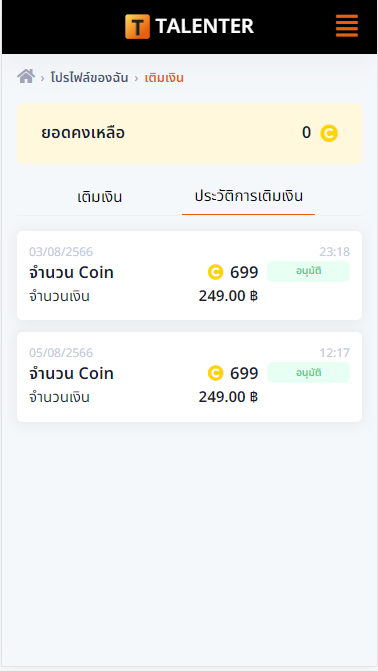 T TALENTER
› โปรไฟล์ของฉัน › เติมเงิน
ยอดคงเหลือ 0 C
เติมเงิน ประวัติการเติมเงิน
03/08/2566 23:18
จำนวน Coin C 699 อนุมัติ
จำนวนเงิน 249.00 ฿
05/08/2566 12:17
จำนวน Coin C 699 อนุมัติ
จำนวนเงิน 249.00 ฿